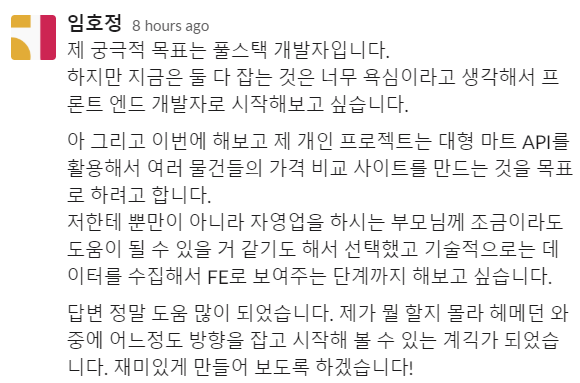 임호정 8 hours ago
제 궁극적 목표는 풀스택 개발자입니다.
하지만 지금은 둘 다 잡는 것은 너무 욕심이라고 생각해서 프
론트 엔드 개발자로 시작해보고 싶습니다.
아 그리고 이번에 해보고 제 개인 프로젝트는 대형 마트 API를
활용해서 여러 물건들의 가격 비교 사이트를 만드는 것을 목표
로 하려고 합니다.
저한테 뿐만이 아니라 자영업을 하시는 부모님께 조금이라도
도움이 될 수 있을 거 같기도 해서 선택했고 기술적으로는 데
이터를 수집해서 FE로 보여주는 단계까지 해보고 싶습니다.
답변 정말 도움 많이 되었습니다. 제가 뭘 할지 몰라 헤메던 와
중에 어느정도 방향을 잡고 시작해 볼 수 있는 계긱가 되었습
니다. 재미있게 만들어 보도록 하겠습니다!